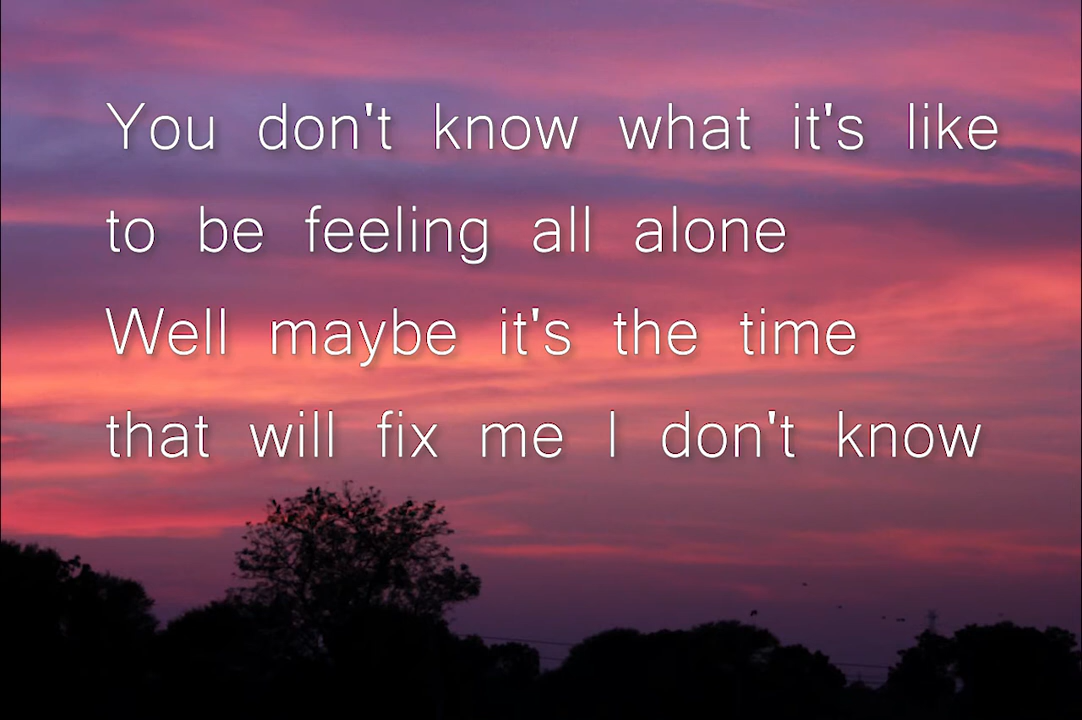 You don't know what it's like
to be feeling all alone
Well maybe it's the time
that will fix me I don't know